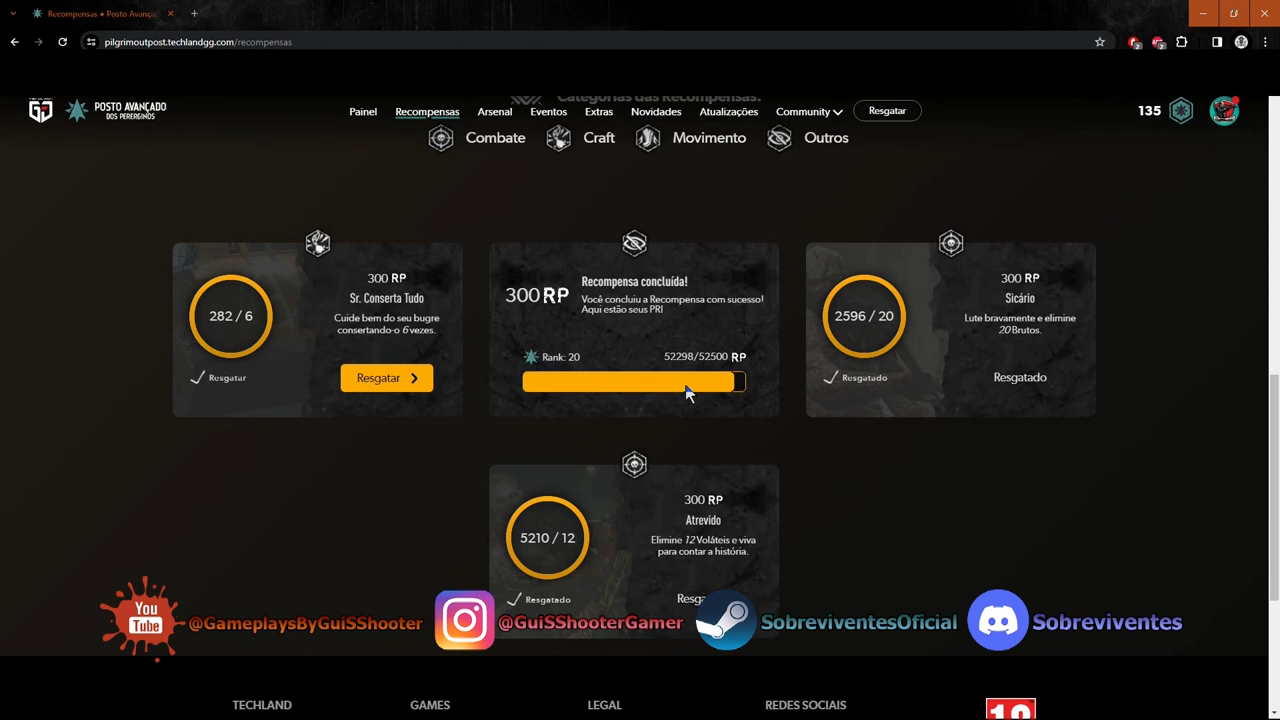 Recompensas • Posto Avança
pilgrimoutpost.techlandgg.com/recompensas
Categorias das Recompensas:
POSTO AVANÇADO
DOS PEREGRINOS
Painel Recompensas Arsenal Eventos Extras Novidades Atualizações Community Resgatar
135
Combate Craft Movimento Outros
282 / 6
Resgatar
300 RP
Sr. Conserta Tudo
Cuide bem do seu bugre
consertando-o 6 vezes.
Resgatar
300 RP
Recompensa concluída!
Você concluiu a Recompensa com sucesso!
Aqui estão seus PR!
Rank: 20
52298/52500 RP
2596 / 20
Resgatado
300 RP
Sicário
Lute bravamente e elimine
20 Brutos.
Resgatado
5210 / 12
Resgatado
300 RP
Atrevido
Elimine 12 Voláteis e viva
para contar a história.
You
Tube
@GameplaysByGuiSShooter
@GuiSShooterGamer
SobreviventesOficial
Sobreviventes
TECHLAND
GAMES
LEGAL
REDES SOCIAIS